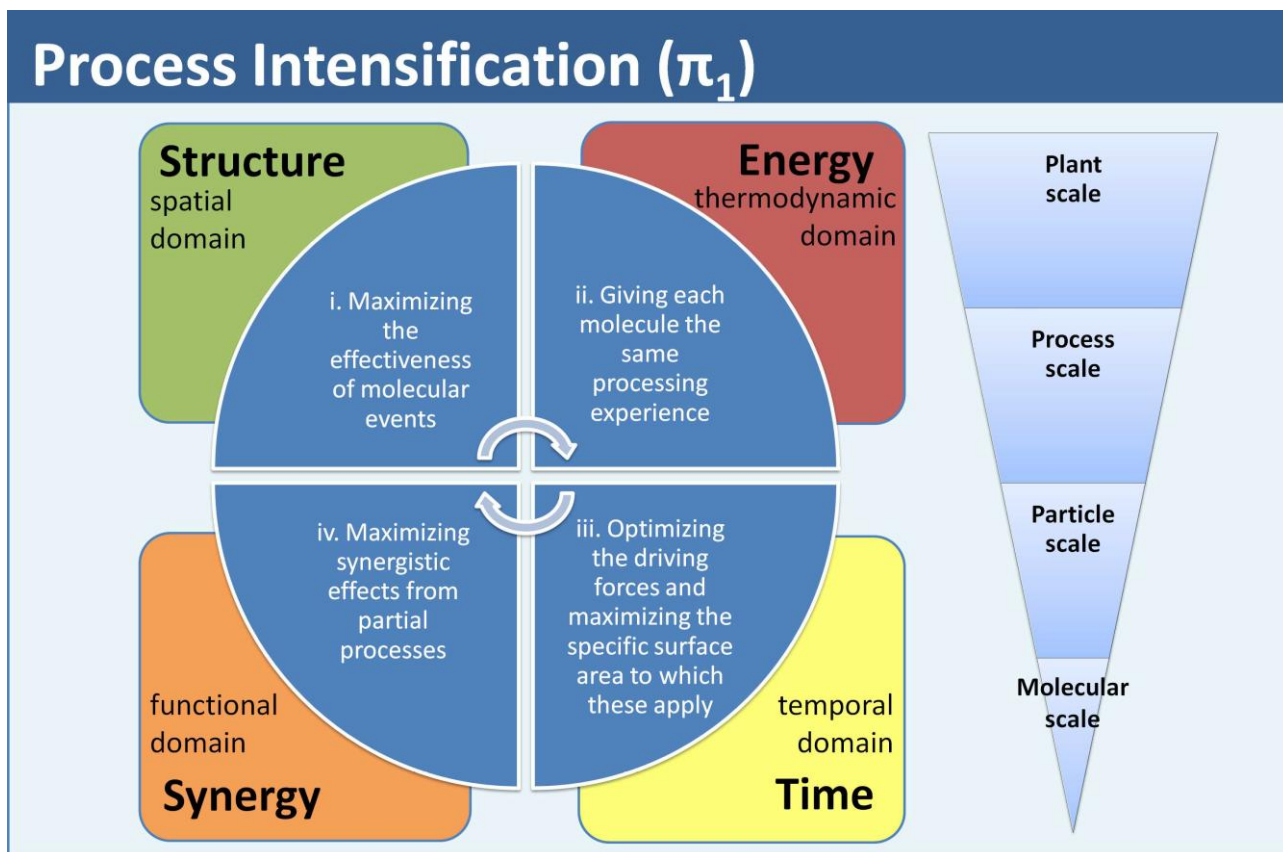 Process Intensification (π₁)
Structure
spatial
domain
Energy
thermodynamic
domain
i. Maximizing
the
effectiveness
of molecular
events
ii. Giving each
molecule the
same
processing
experience
iv. Maximizing
synergistic
effects from
partial
processes
iii. Optimizing
the driving
forces and
maximizing the
specific surface
area to which
these apply
functional
domain
Synergy
temporal
domain
Time
Plant
scale
Process
scale
Particle
scale
Molecular
scale